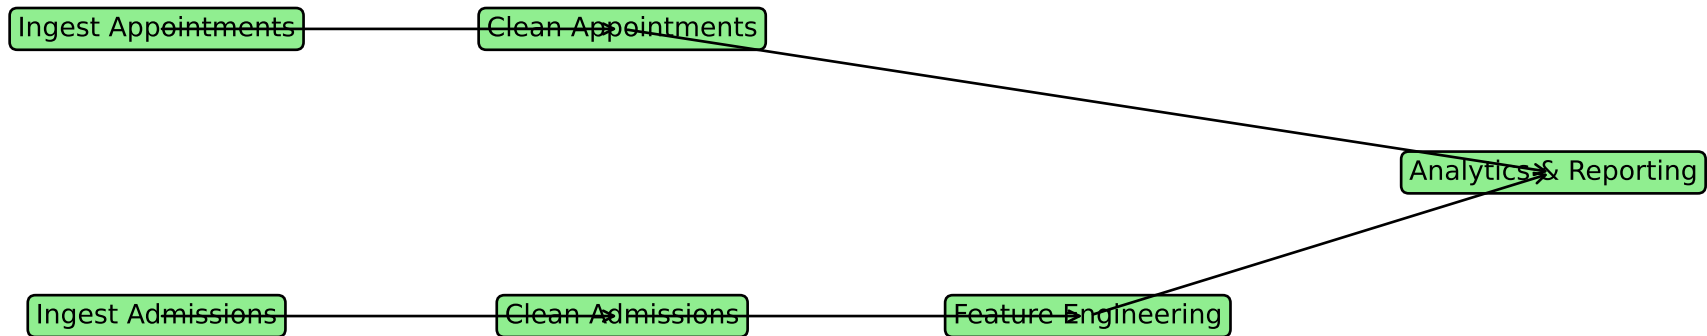 Ingest Appointments
Clean Appointments
Analytics & Reporting
Ingest Admissions
Clean Admissions
Feature Engineering